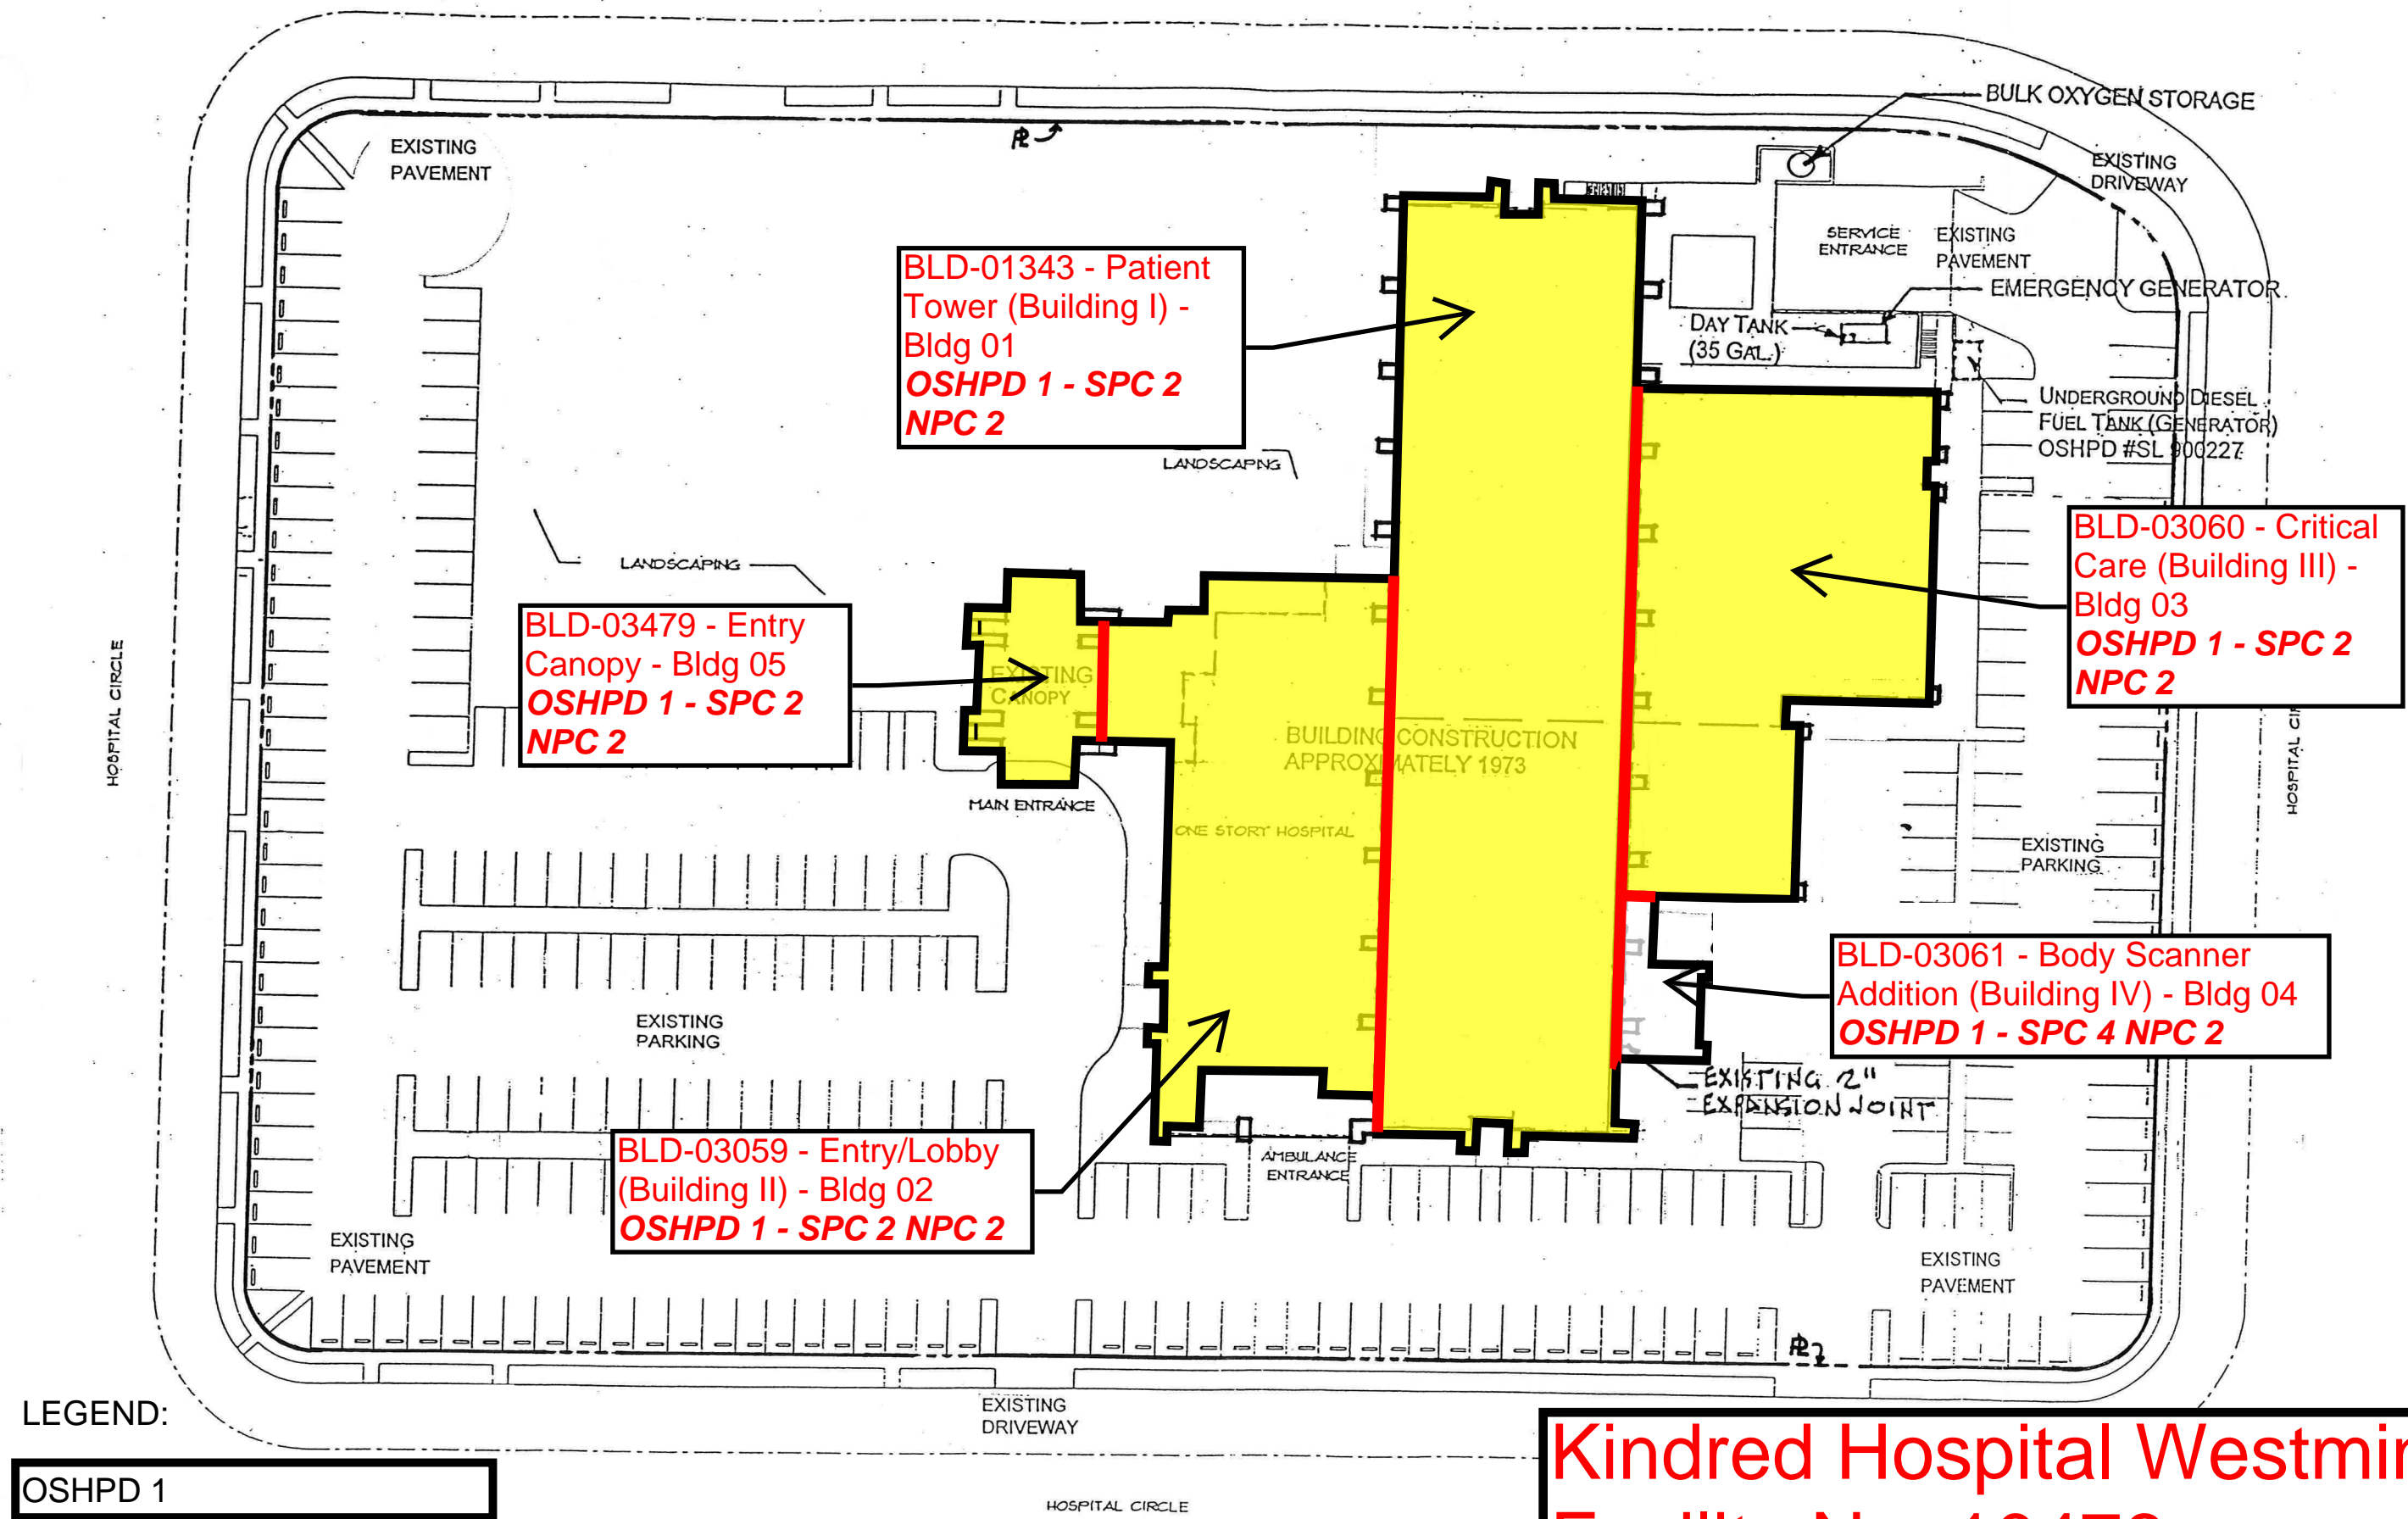 BULK OXYGEN STORAGE
EXISTING
PAVEMENT
EXISTING
DRIVEWAY
SERVICE
ENTRANCE
EXISTING
PAVEMENT
BLD-01343 - Patient
Tower (Building I) -
Bldg 01
OSHPD 1 - SPC 2
NPC 2
EMERGENCY GENERATOR
DAY TANK
(35 GAL.)
UNDERGROUND DIESEL
FUEL TANK (GENERATOR)
OSHPD #SL 900227
LANDSCAPING
LANDSCAPING
BLD-03060 - Critical
Care (Building III) -
Bldg 03
OSHPD 1 - SPC 2
NPC 2
BLD-03479 - Entry
Canopy - Bldg 05
OSHPD 1 - SPC 2
NPC 2
EXISTING
CANOPY
HOSPITAL CIRCLE
HOSPITAL
BUILDING CONSTRUCTION
APPROXIMATELY 1973
MAIN ENTRANCE
ONE STORY HOSPITAL
EXISTING
PARKING
BLD-03061 - Body Scanner
Addition (Building IV) - Bldg 04
OSHPD 1 - SPC 4 NPC 2
EXISTING
PARKING
EXISTING 2"
EXPANSION JOINT
BLD-03059 - Entry/Lobby
(Building II) - Bldg 02
OSHPD 1 - SPC 2 NPC 2
AMBULANCE
ENTRANCE
EXISTING
PAVEMENT
EXISTING
PAVEMENT
EXISTING
DRIVEWAY
LEGEND:
OSHPD 1
HOSPITAL CIRCLE
Kindred Hospital